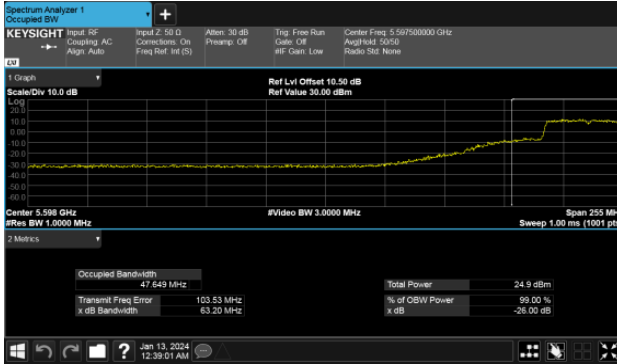 Spectrum Analyzer 1
Occupied BW
+
KEYSIGHT Input: RF Input Z: 50 Ω Atten: 30 dB Trig: Free Run Center Freq: 5.597500000 GHz
Coupling: AC Corrections: On Preamp: Off Gate: Off Avg|Hold: 50/50
Align: Auto Freq Ref: Int (S) #IF Gain: Low Radio Std: None
LXI
1 Graph
Scale/Div 10.0 dB Ref Lvl Offset 10.50 dB
Ref Value 30.00 dBm
Log
20.0
10.0
0.00
-10.0
-20.0
-30.0
-40.0
-50.0
-60.0
Center 5.598 GHz #Video BW 3.0000 MHz Span 255 MH
#Res BW 1.0000 MHz Sweep 1.00 ms (1001 pts
2 Metrics
Occupied Bandwidth
47.649 MHz Total Power 24.9 dBm
Transmit Freq Error 103.53 MHz % of OBW Power 99.00 %
x dB Bandwidth 63.20 MHz x dB -26.00 dB
? Jan 13, 2024
12:39:01 AM